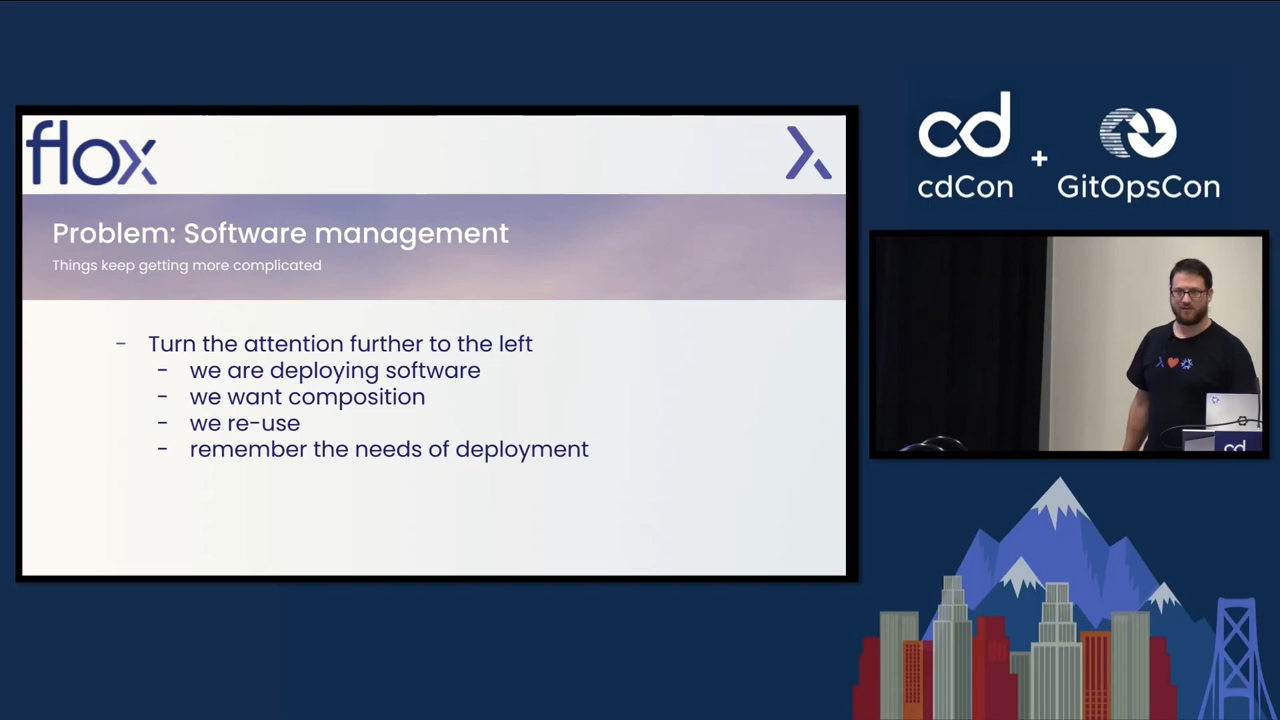 flox
Problem: Software management
Things keep getting more complicated
- Turn the attention further to the left
- we are deploying software
- we want composition
- we re-use
- remember the needs of deployment
cd
cdCon
+
GitOpsCon
cd